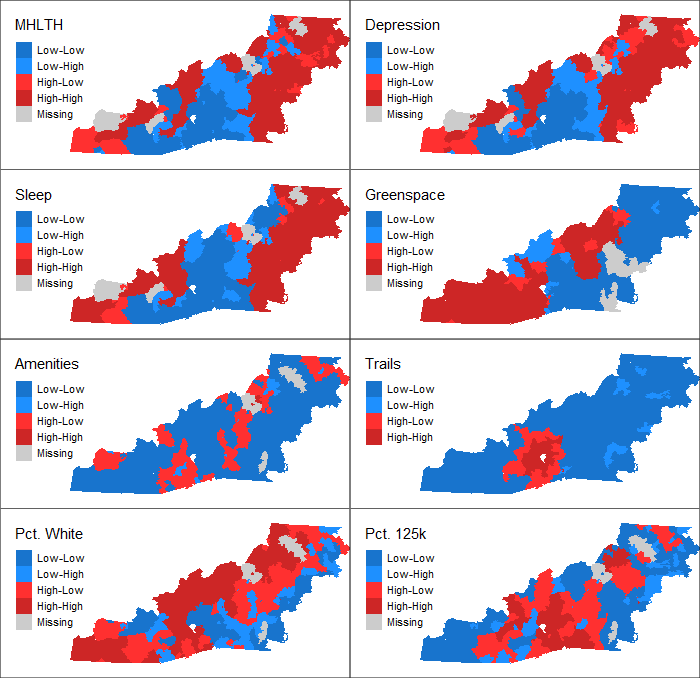 MHLTH
Low-Low
Low-High
High-Low
High-High
Missing
Depression
Low-Low
Low-High
High-Low
High-High
Missing
Sleep
Low-Low
Low-High
High-Low
High-High
Missing
Greenspace
Low-Low
Low-High
High-Low
High-High
Missing
Amenities
Low-Low
Low-High
High-Low
High-High
Missing
Trails
Low-Low
Low-High
High-Low
High-High
Pct. White
Low-Low
Low-High
High-Low
High-High
Missing
Pct. 125k
Low-Low
Low-High
High-Low
High-High
Missing